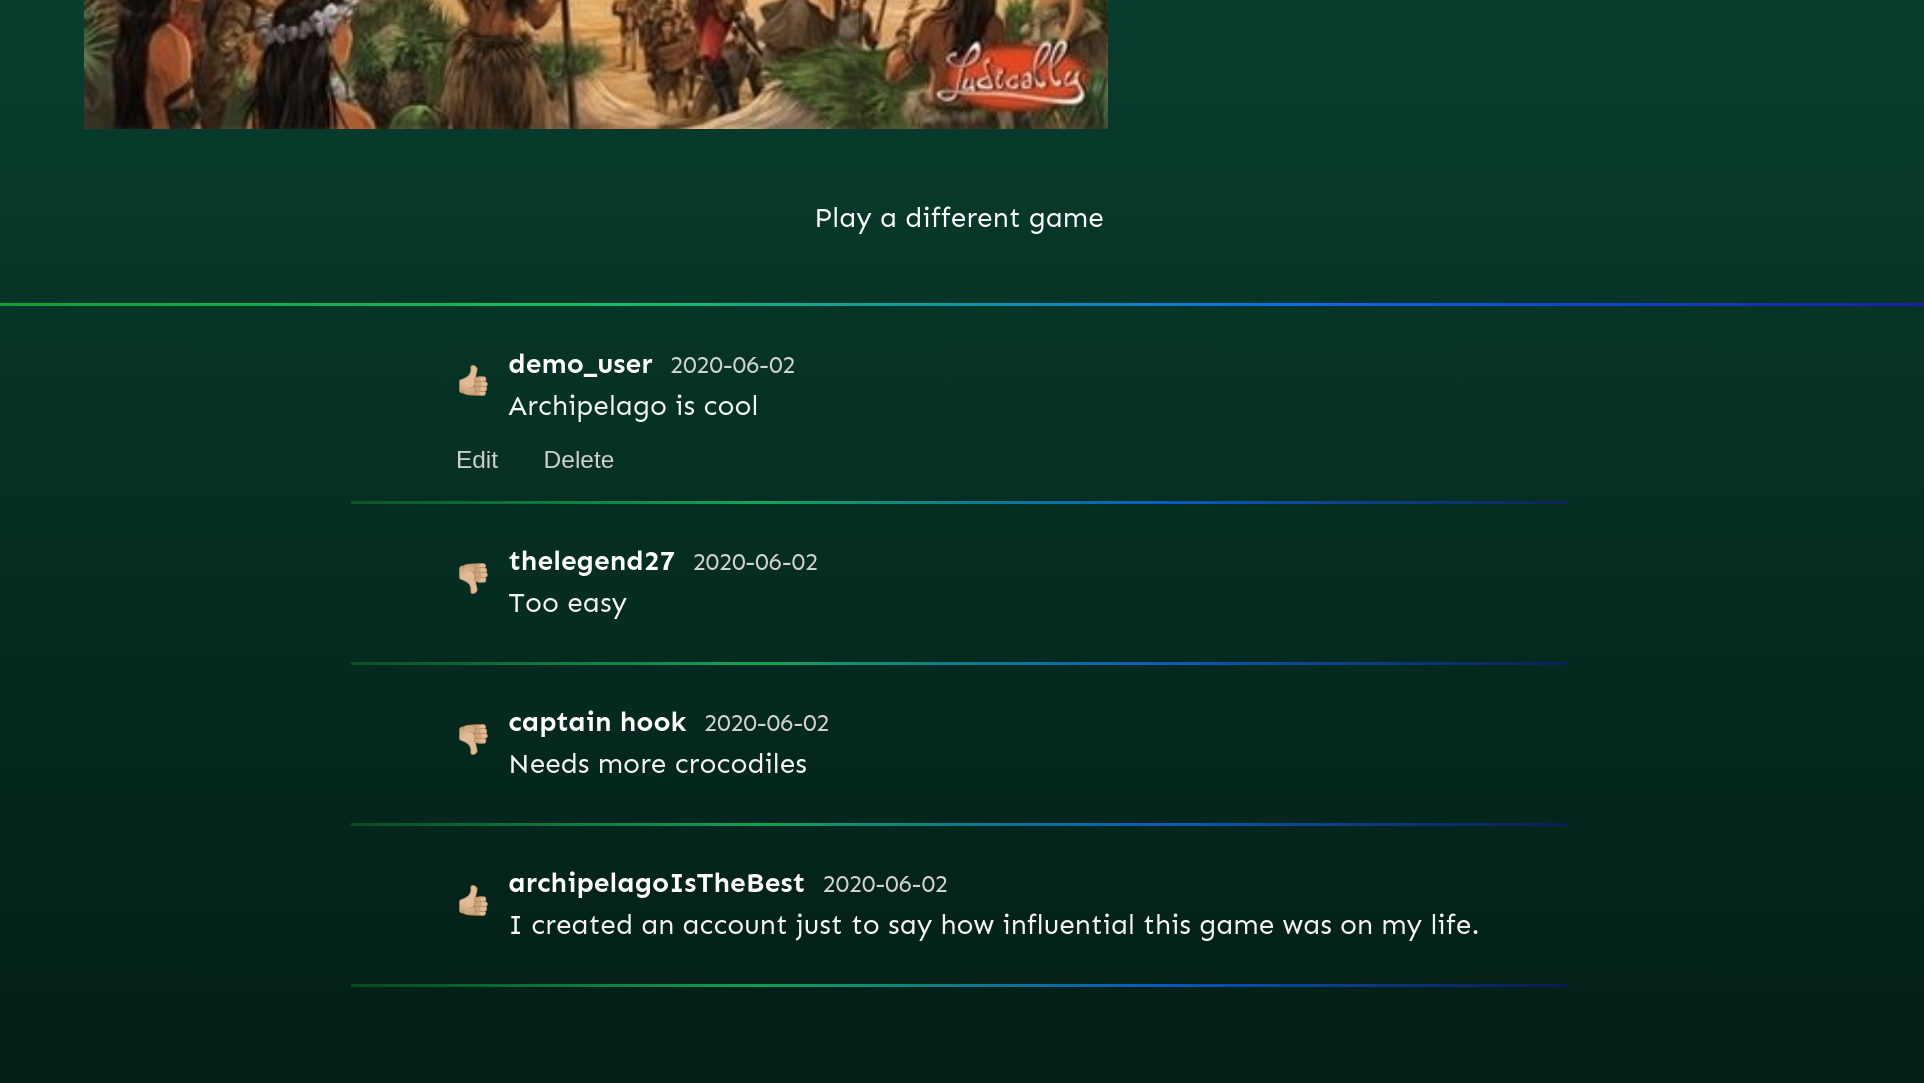 Ludically
Play a different game
demo_user 2020-06-02
Archipelago is cool
Edit Delete
thelegend27 2020-06-02
Too easy
captain hook 2020-06-02
Needs more crocodiles
archipelagoIsTheBest 2020-06-02
I created an account just to say how influential this game was on my life.